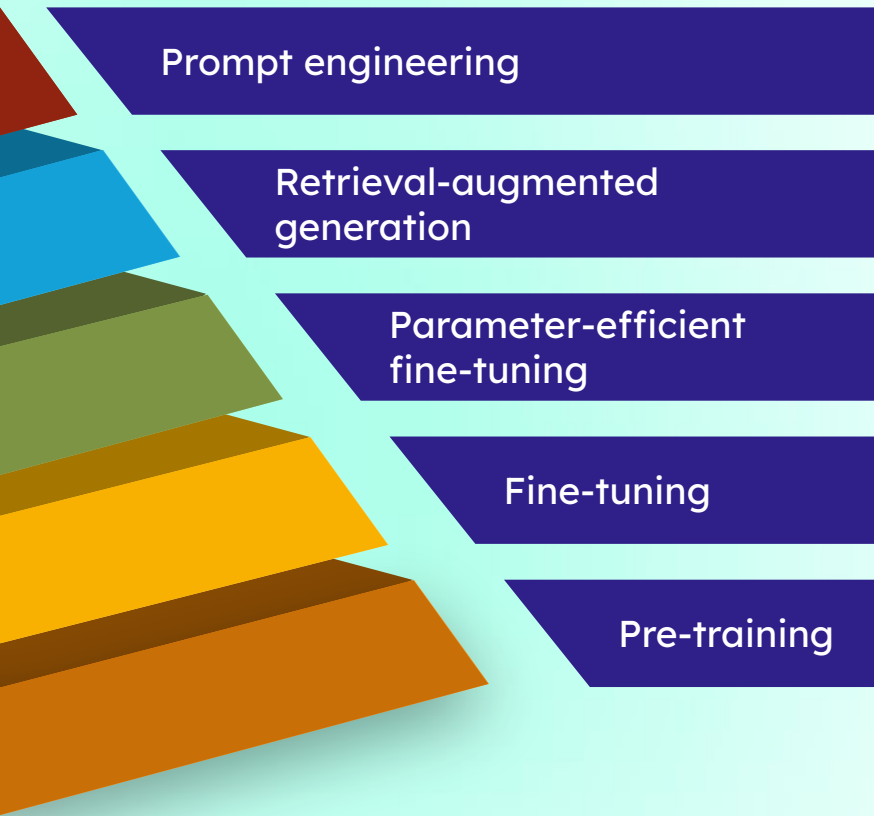 Prompt engineering
Retrieval-augmented
generation
Parameter-efficient
fine-tuning
Fine-tuning
Pre-training